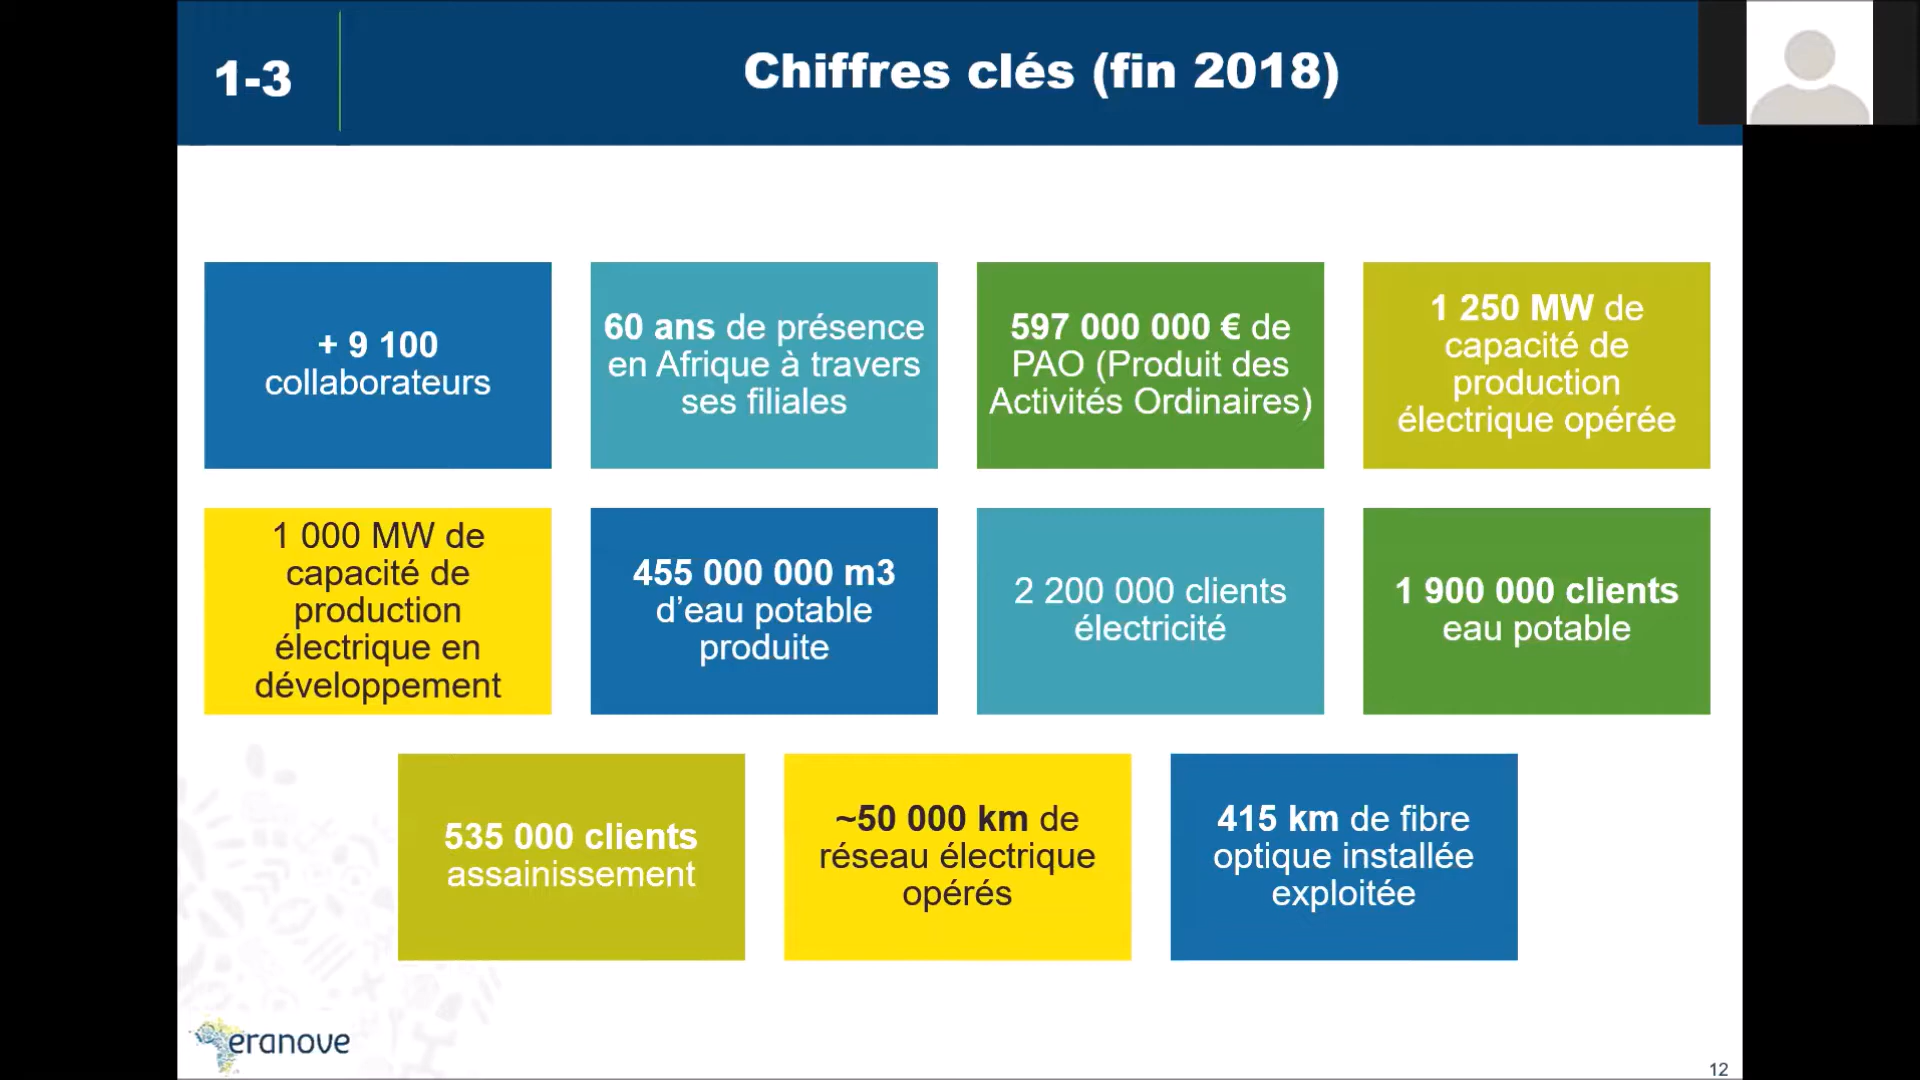 1-3
Chiffres clés (fin 2018)
+ 9 100
collaborateurs
60 ans de présence
en Afrique à travers
ses filiales
597 000 000 € de
PAO (Produit des
Activités Ordinaires)
1 250 MW de
capacité de
production
électrique opérée
1 000 MW de
capacité de
production
électrique en
développement
455 000 000 m3
d’eau potable
produite
2 200 000 clients
électricité
1 900 000 clients
eau potable
535 000 clients
assainissement
~50 000 km de
réseau électrique
opérés
415 km de fibre
optique installée
exploitée
eranove
12